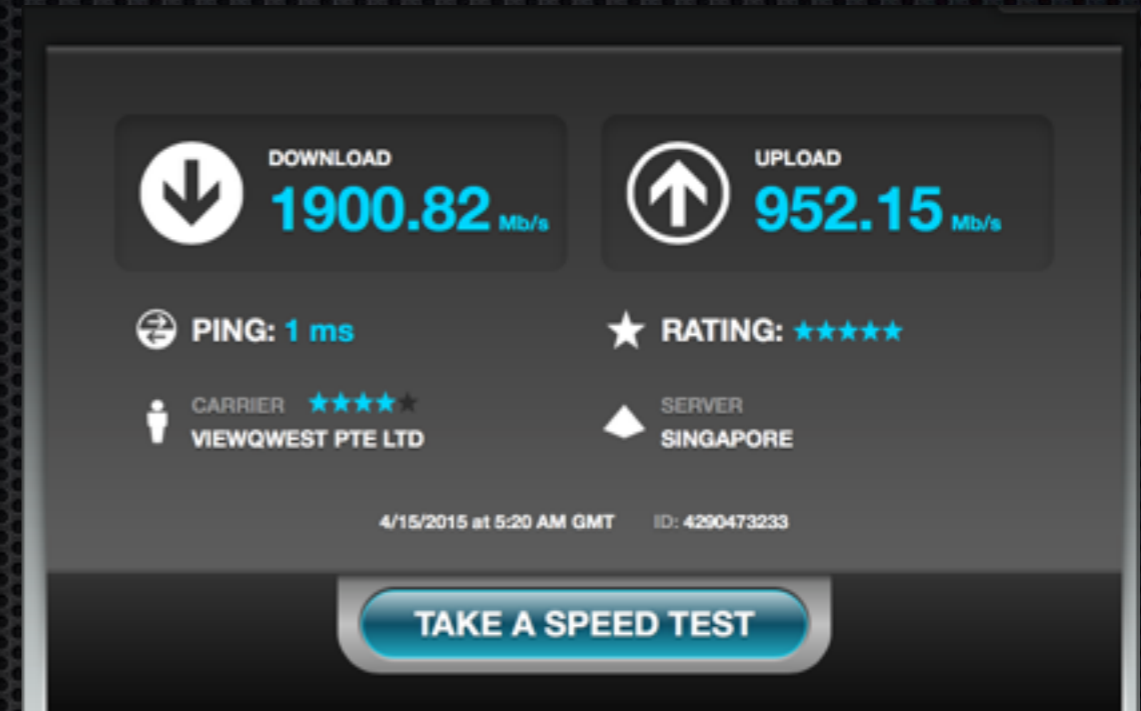 DOWNLOAD
1900.82 Mb/s
UPLOAD
952.15 Mb/s
PING: 1 ms
RATING: ★★★★★
CARRIER ★★★★★
VIEWQWEST PTE LTD
SERVER
SINGAPORE
4/15/2015 at 5:20 AM GMT ID: 4290473233
TAKE A SPEED TEST